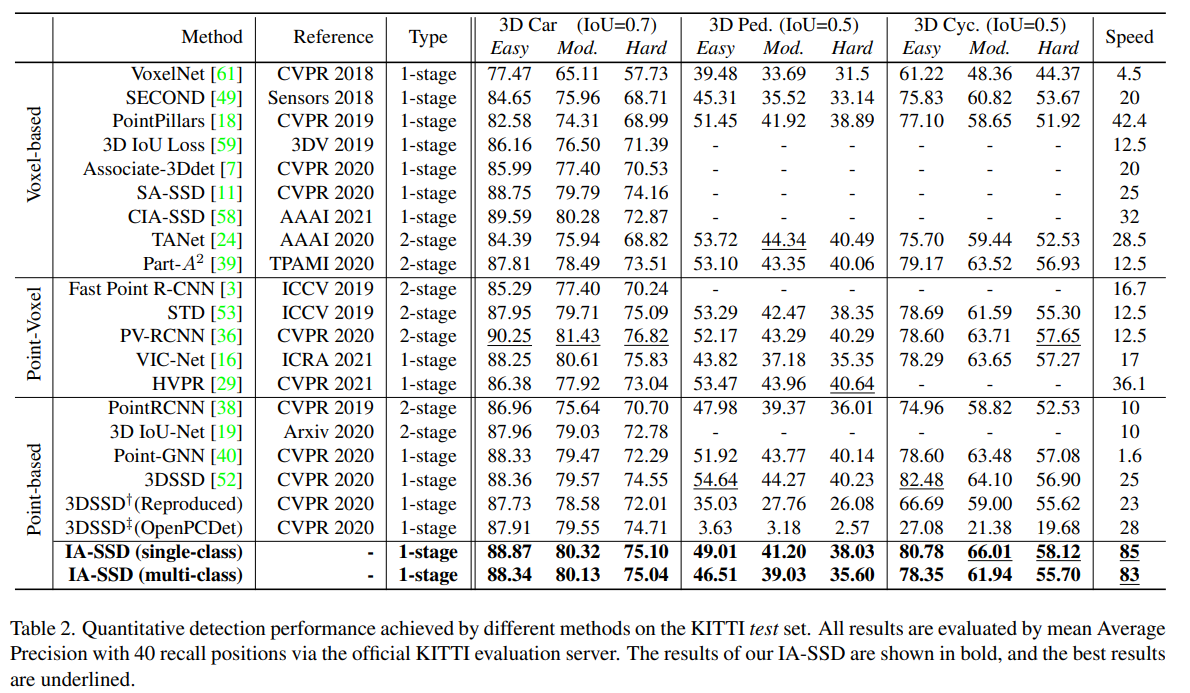 Method Reference Type 3D Car (IoU=0.7) 3D Ped. (IoU=0.5) 3D Cyc. (IoU=0.5) Speed
Easy Mod. Hard Easy Mod. Hard Easy Mod. Hard
Voxel-based
VoxelNet [61] CVPR 2018 1-stage 77.47 65.11 57.73 39.48 33.69 31.5 61.22 48.36 44.37 4.5
SECOND [49] Sensors 2018 1-stage 84.65 75.96 68.71 45.31 35.52 33.14 75.83 60.82 53.67 20
PointPillars [18] CVPR 2019 1-stage 82.58 74.31 68.99 51.45 41.92 38.89 77.10 58.65 51.92 42.4
3D IoU Loss [59] 3DV 2019 1-stage 86.16 76.50 71.39 - - - - - - 12.5
Associate-3Ddet [7] CVPR 2020 1-stage 85.99 77.40 70.53 - - - - - - 20
SA-SSD [11] CVPR 2020 1-stage 88.75 79.79 74.16 - - - - - - 25
CIA-SSD [58] AAAI 2021 1-stage 89.59 80.28 72.87 - - - - - - 32
TANet [24] AAAI 2020 2-stage 84.39 75.94 68.82 53.72 44.34 40.49 75.70 59.44 52.53 28.5
Part-A² [39] TPAMI 2020 2-stage 87.81 78.49 73.51 53.10 43.35 40.06 79.17 63.52 56.93 12.5
Point-Voxel
Fast Point R-CNN [3] ICCV 2019 2-stage 85.29 77.40 70.24 - - - - - - 16.7
STD [53] ICCV 2019 2-stage 87.95 79.71 75.09 53.29 42.47 38.35 78.69 61.59 55.30 12.5
PV-RCNN [36] CVPR 2020 2-stage 90.25 81.43 76.82 52.17 43.29 40.29 78.60 63.71 57.65 12.5
VIC-Net [16] ICRA 2021 1-stage 88.25 80.61 75.83 43.82 37.18 35.35 78.29 63.65 57.27 17
HVPR [29] CVPR 2021 1-stage 86.38 77.92 73.04 53.47 43.96 40.64 - - - 36.1
Point-based
PointRCNN [38] CVPR 2019 2-stage 86.96 75.64 70.70 47.98 39.37 36.01 74.96 58.82 52.53 10
3D IoU-Net [19] Arxiv 2020 2-stage 87.96 79.03 72.78 - - - - - - 10
Point-GNN [40] CVPR 2020 1-stage 88.33 79.47 72.29 51.92 43.77 40.14 78.60 63.48 57.08 1.6
3DSSD [52] CVPR 2020 1-stage 88.36 79.57 74.55 54.64 44.27 40.23 82.48 64.10 56.90 25
3DSSD†(Reproduced) CVPR 2020 1-stage 87.73 78.58 72.01 35.03 27.76 26.08 66.69 59.00 55.62 23
3DSSD‡(OpenPCDet) CVPR 2020 1-stage 87.91 79.55 74.71 3.63 3.18 2.57 27.08 21.38 19.68 28
IA-SSD (single-class) - 1-stage 88.87 80.32 75.10 49.01 41.20 38.03 80.78 66.01 58.12 85
IA-SSD (multi-class) - 1-stage 88.34 80.13 75.04 46.51 39.03 35.60 78.35 61.94 55.70 83
Table 2. Quantitative detection performance achieved by different methods on the KITTI test set. All results are evaluated by mean Average
Precision with 40 recall positions via the official KITTI evaluation server. The results of our IA-SSD are shown in bold, and the best results
are underlined.